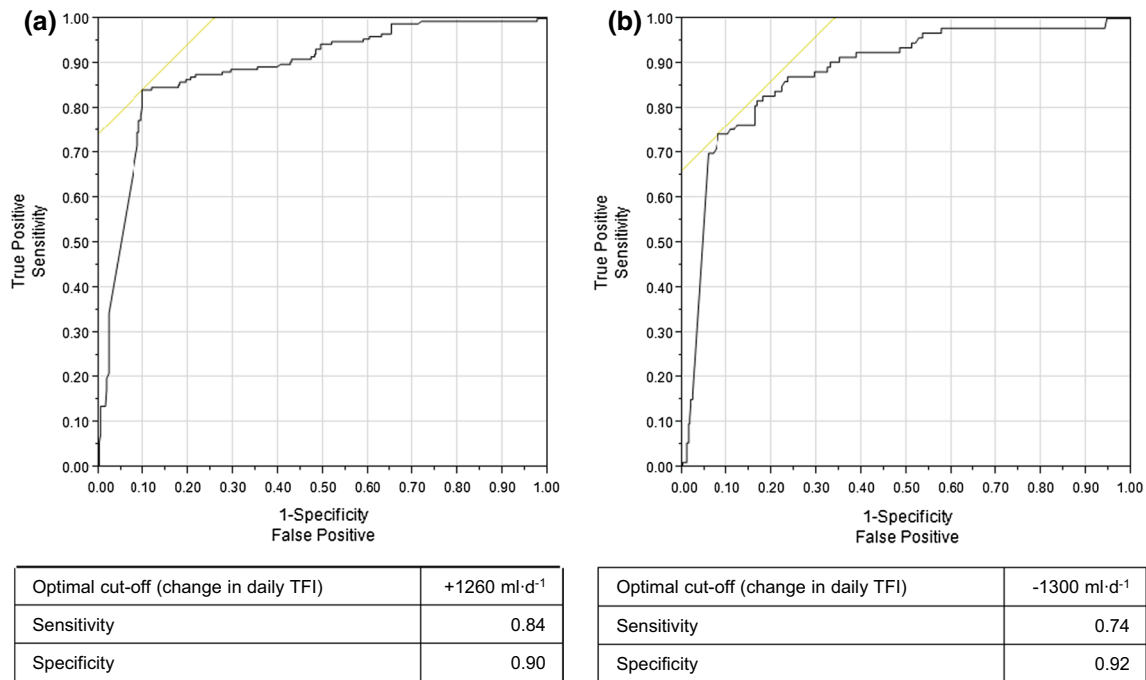 (a)
1.00
0.90
0.80
0.70
0.60
0.50
0.40
0.30
0.20
0.10
0.00
True Positive
Sensitivity
0.00 0.10 0.20 0.30 0.40 0.50 0.60 0.70 0.80 0.90 1.00
1-Specificity
False Positive
Optimal cut-off (change in daily TFI) +1260 ml·d-1
Sensitivity 0.84
Specificity 0.90
(b)
1.00
0.90
0.80
0.70
0.60
0.50
0.40
0.30
0.20
0.10
0.00
True Positive
Sensitivity
0.00 0.10 0.20 0.30 0.40 0.50 0.60 0.70 0.80 0.90 1.00
1-Specificity
False Positive
Optimal cut-off (change in daily TFI) -1300 ml·d-1
Sensitivity 0.74
Specificity 0.92